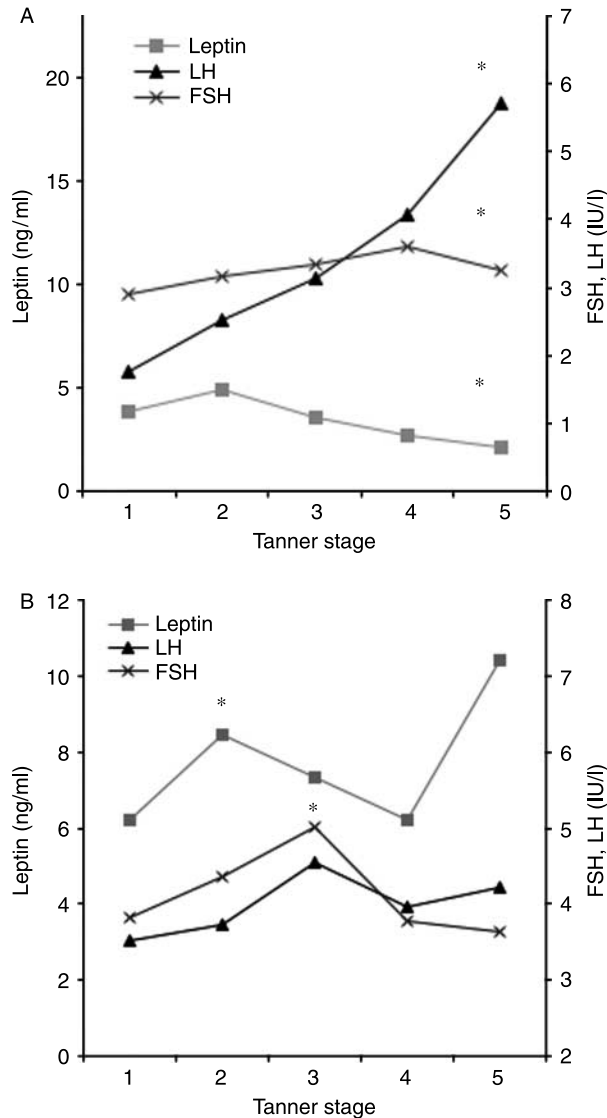 A
Leptin
LH
FSH
20
15
10
5
0
7
6
5
4
3
2
1
0
*
*
*
Leptin (ng/ml)
FSH, LH (IU/l)
1 2 3 4 5
Tanner stage
B
Leptin
LH
FSH
12
10
8
6
4
2
0
8
7
6
5
4
3
2
*
*
Leptin (ng/ml)
FSH, LH (IU/l)
1 2 3 4 5
Tanner stage